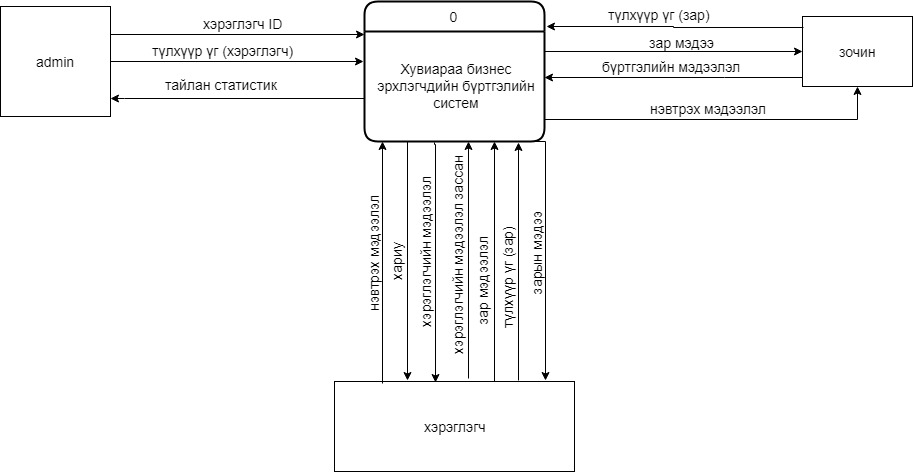 admin
хэрэглэгч ID
түлхүүр үг (хэрэглэгч)
тайлан статистик
0
Хувиараа бизнес
эрхлэгчдийн бүртгэлийн
систем
түлхүүр үг (зар)
зар мэдээ
бүртгэлийн мэдээлэл
нэвтрэх мэдээлэл
зочин
нэвтрэх мэдээлэл
хариу
хэрэглэгчийн мэдээлэл
хэрэглэгчийн мэдээлэл зассан
зар мэдээлэл
түлхүүр үг (зар)
зарын мэдээ
хэрэглэгч